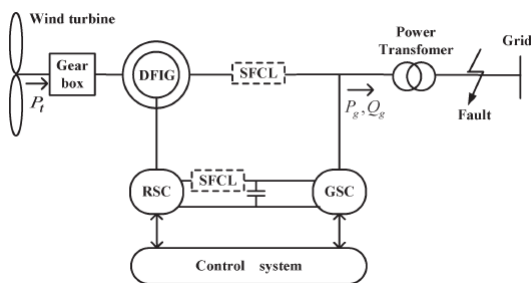 Wind turbine
Gear
box
Pt
DFIG
SFCL
Pg,Qg
Power
Transfomer
Grid
Fault
RSC
SFCL
GSC
Control system